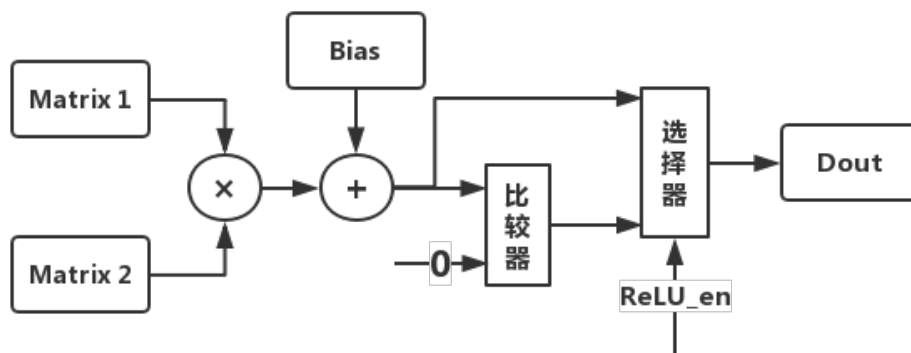 Bias
Matrix 1
×
+
Matrix 2
0
比
较
器
选
择
器
ReLU_en
Dout